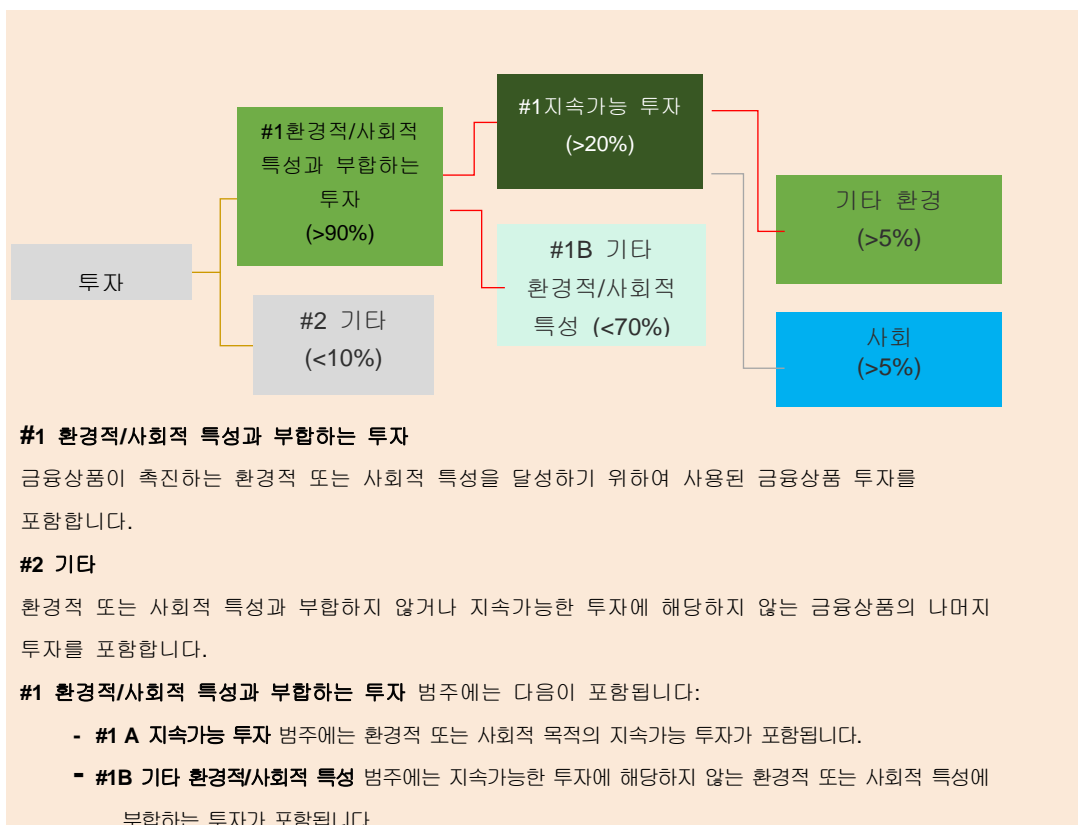 #1환경적/사회적
특성과 부합하는
투자
(>90%)
#1지속가능 투자
(>20%)
기타 환경
(>5%)
투자
#1B 기타
환경적/사회적
특성 (<70%)
#2 기타
(<10%)
사회
(>5%)
#1 환경적/사회적 특성과 부합하는 투자
금융상품이 촉진하는 환경적 또는 사회적 특성을 달성하기 위하여 사용된 금융상품 투자를
포함합니다.
#2 기타
환경적 또는 사회적 특성과 부합하지 않거나 지속가능한 투자에 해당하지 않는 금융상품의 나머지
투자를 포함합니다.
#1 환경적/사회적 특성과 부합하는 투자 범주에는 다음이 포함됩니다:
- #1 A 지속가능 투자 범주에는 환경적 또는 사회적 목적의 지속가능 투자가 포함됩니다.
- #1B 기타 환경적/사회적 특성 범주에는 지속가능한 투자에 해당하지 않는 환경적 또는 사회적 특성에
부합하는 투자가 포함됩니다